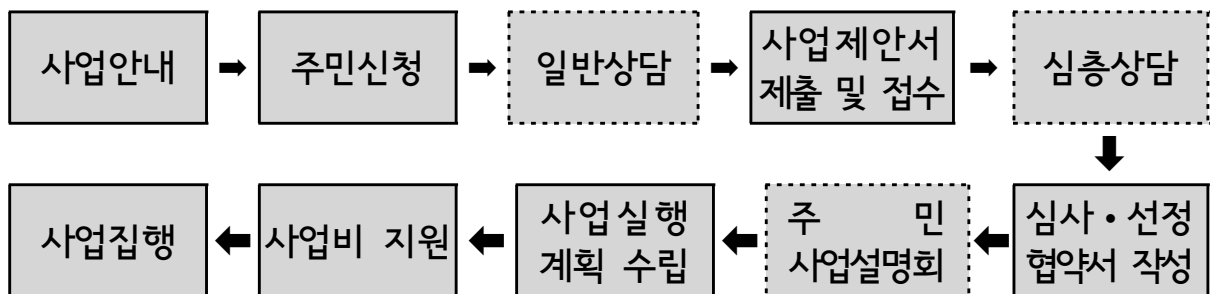 사업안내
주민신청
일반상담
사업제안서
제출 및 접수
심층상담
심사・선정
협약서 작성
주 민
사업설명회
사업실행
계획 수립
사업비 지원
사업집행